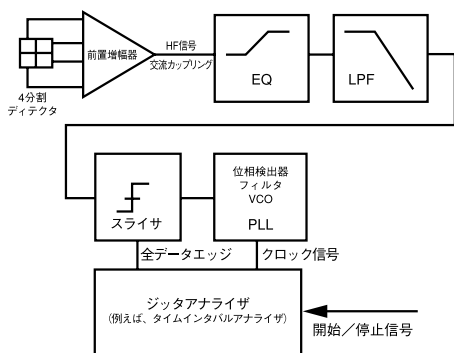 4分割
ディテクタ
前置増幅器
HF信号
交流カップリング
EQ
LPF
スライサ
位相検出器
フィルタ
VCO
PLL
全データエッジ
クロック信号
ジッタアナライザ
(例えば、タイムインタバルアナライザ)
開始／停止信号